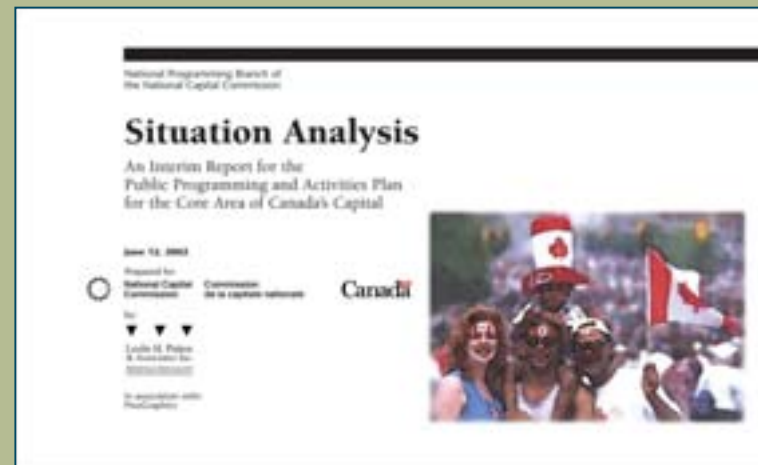 National Programming Branch of
the National Capital Commission
Situation Analysis
An Interim Report for the
Public Programming and Activities Plan
for the Core Area of Canada's Capital
June 12, 2003
Prepared for
National Capital Commission
Commission de la capitale nationale
Canada
by
& Associates Inc.
In association with